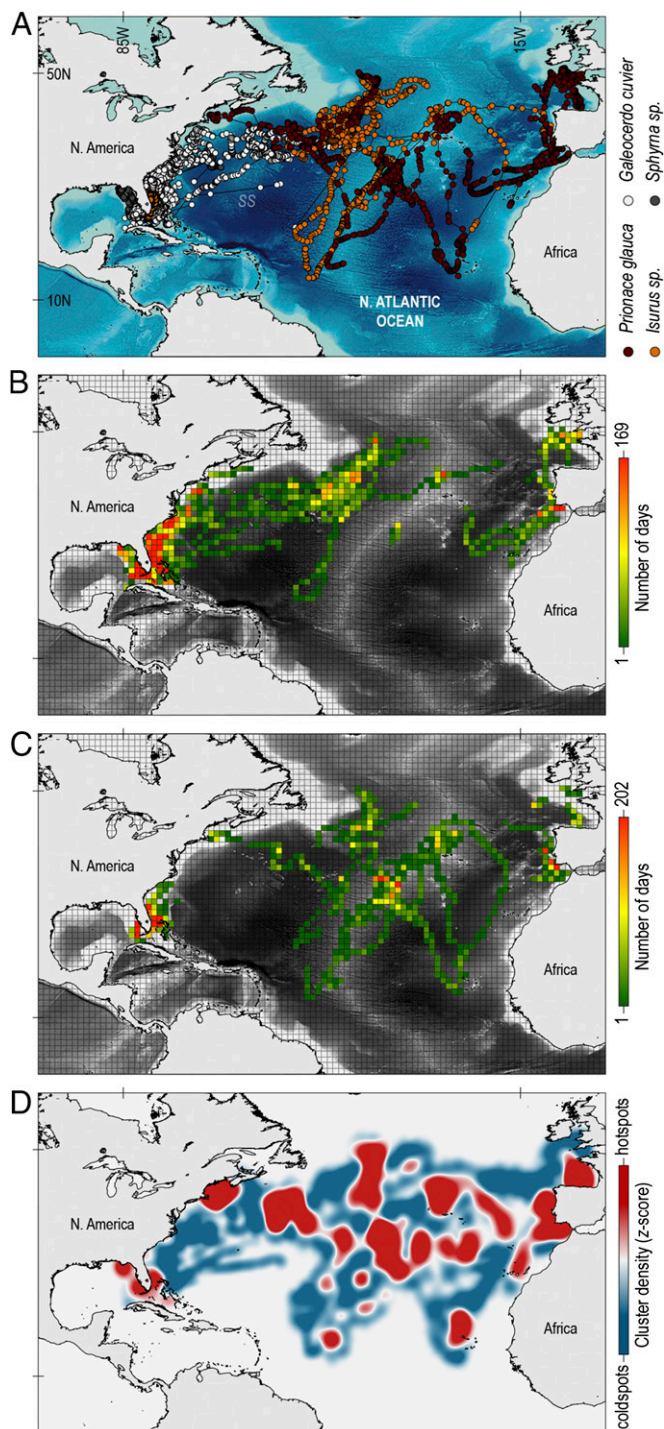 A
85W
15W
50N
N. America
SS
10N
N. ATLANTIC
OCEAN
Africa
Prionace glauca
Isurus sp.
Galeocerdo cuvier
Sphyrna sp.
B
N. America
Africa
1
Number of days
169
C
N. America
Africa
1
Number of days
202
D
N. America
Africa
coldspots
Cluster density (z-score)
hotspots